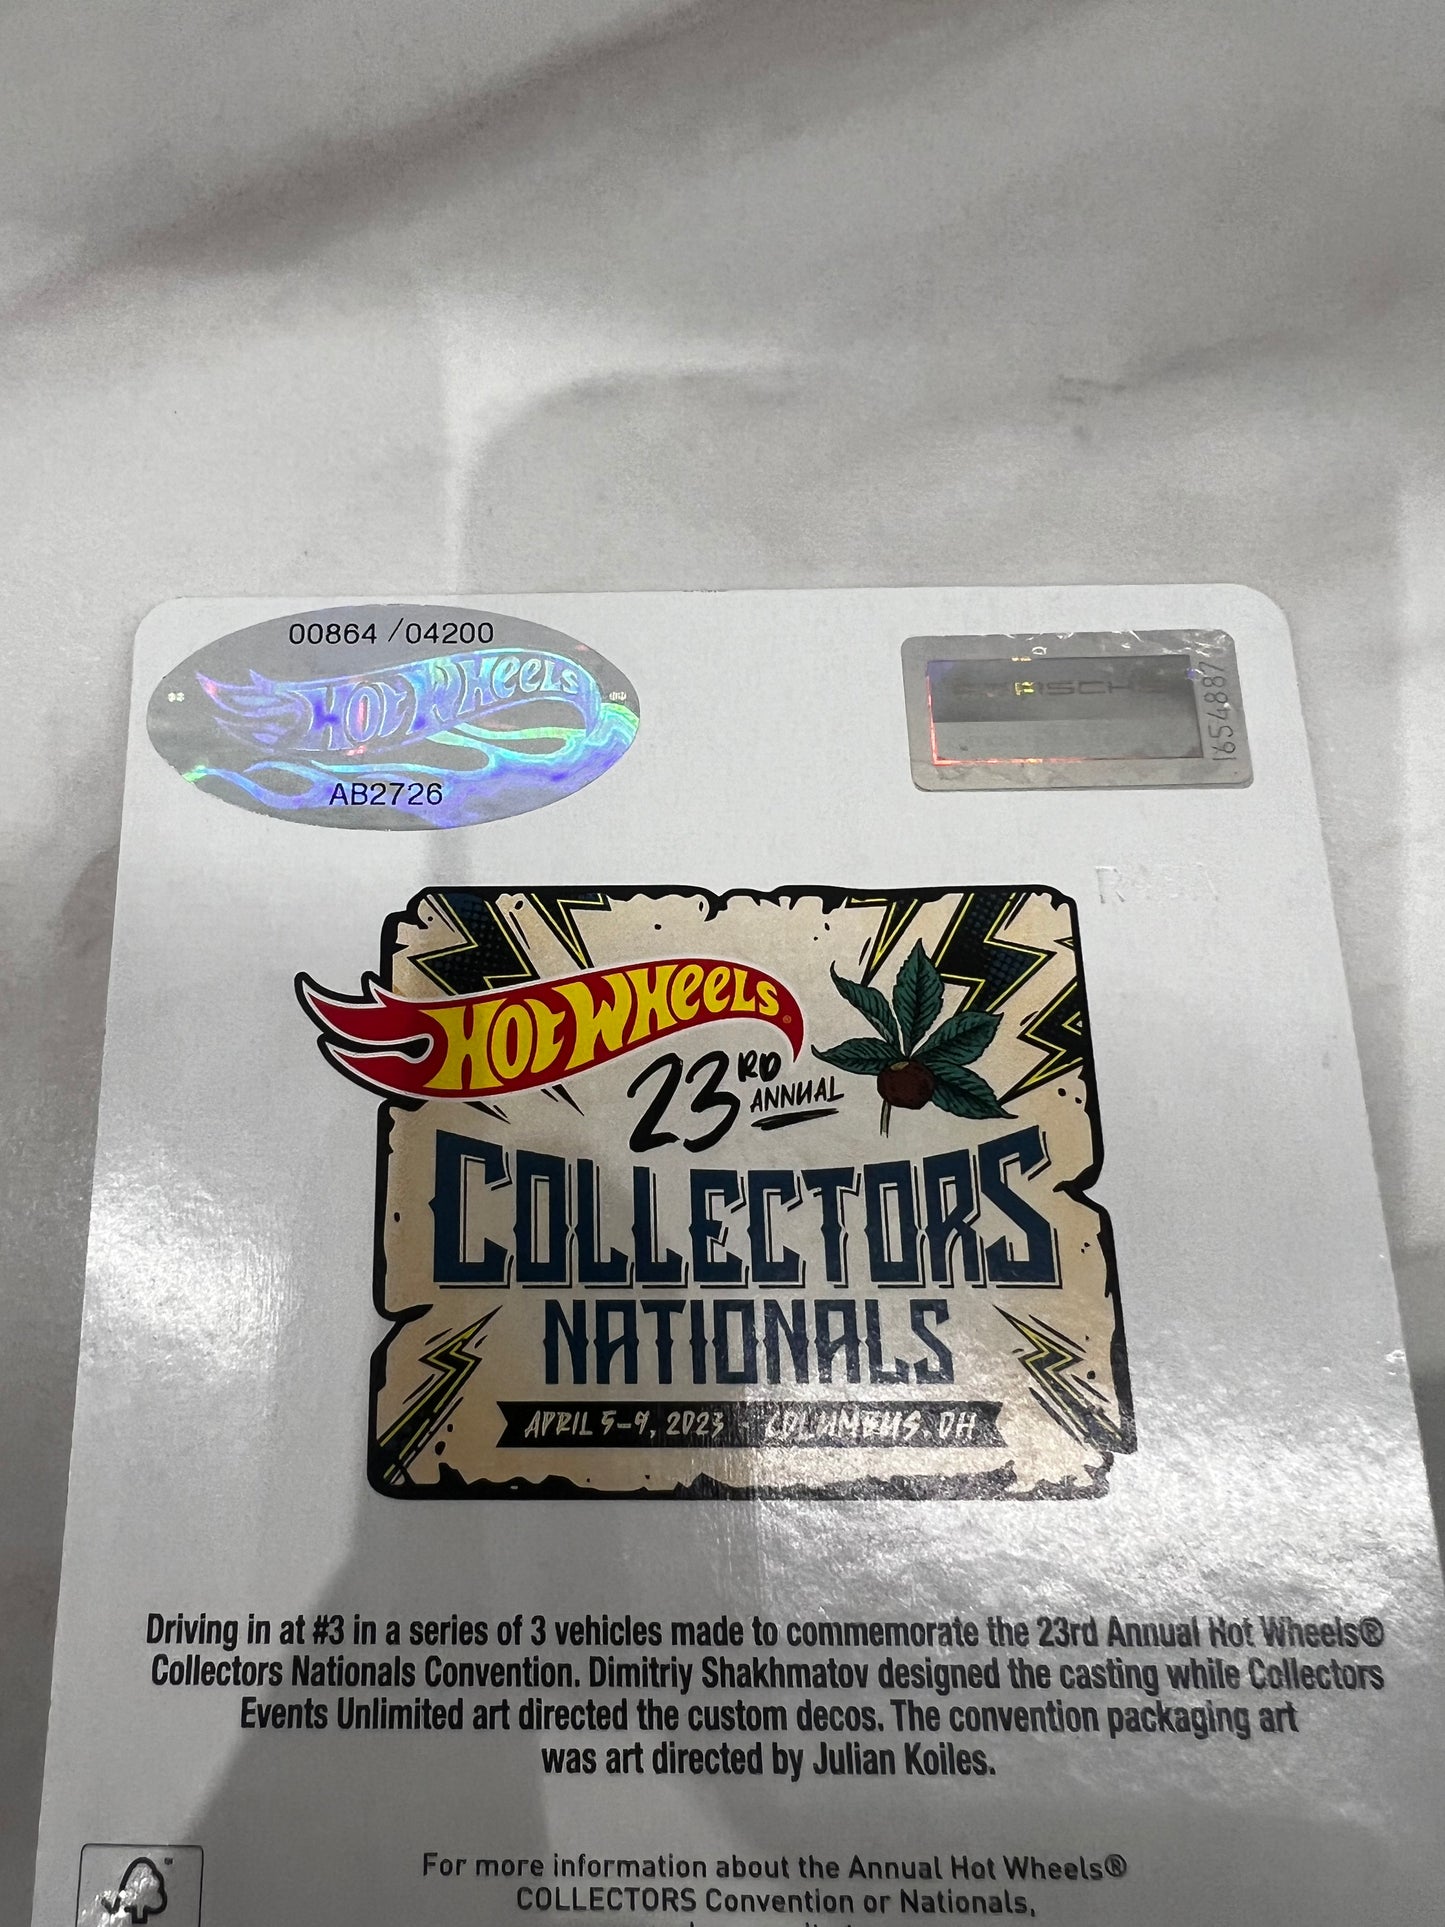 00864 /04200
HOT WHEELS
AB2726
PORSCHE
1654887
HOT WHEELS®
23RD
ANNUAL
COLLECTORS
NATIONALS
APRIL 5-9, 2023 - COLUMBUS, OH
Driving in at #3 in a series of 3 vehicles made to commemorate the 23rd Annual Hot Wheels®
Collectors Nationals Convention. Dimitriy Shakhmatov designed the casting while Collectors
Events Unlimited art directed the custom decos. The convention packaging art
was art directed by Julian Koiles.
For more information about the Annual Hot Wheels®
COLLECTORS Convention or Nationals,